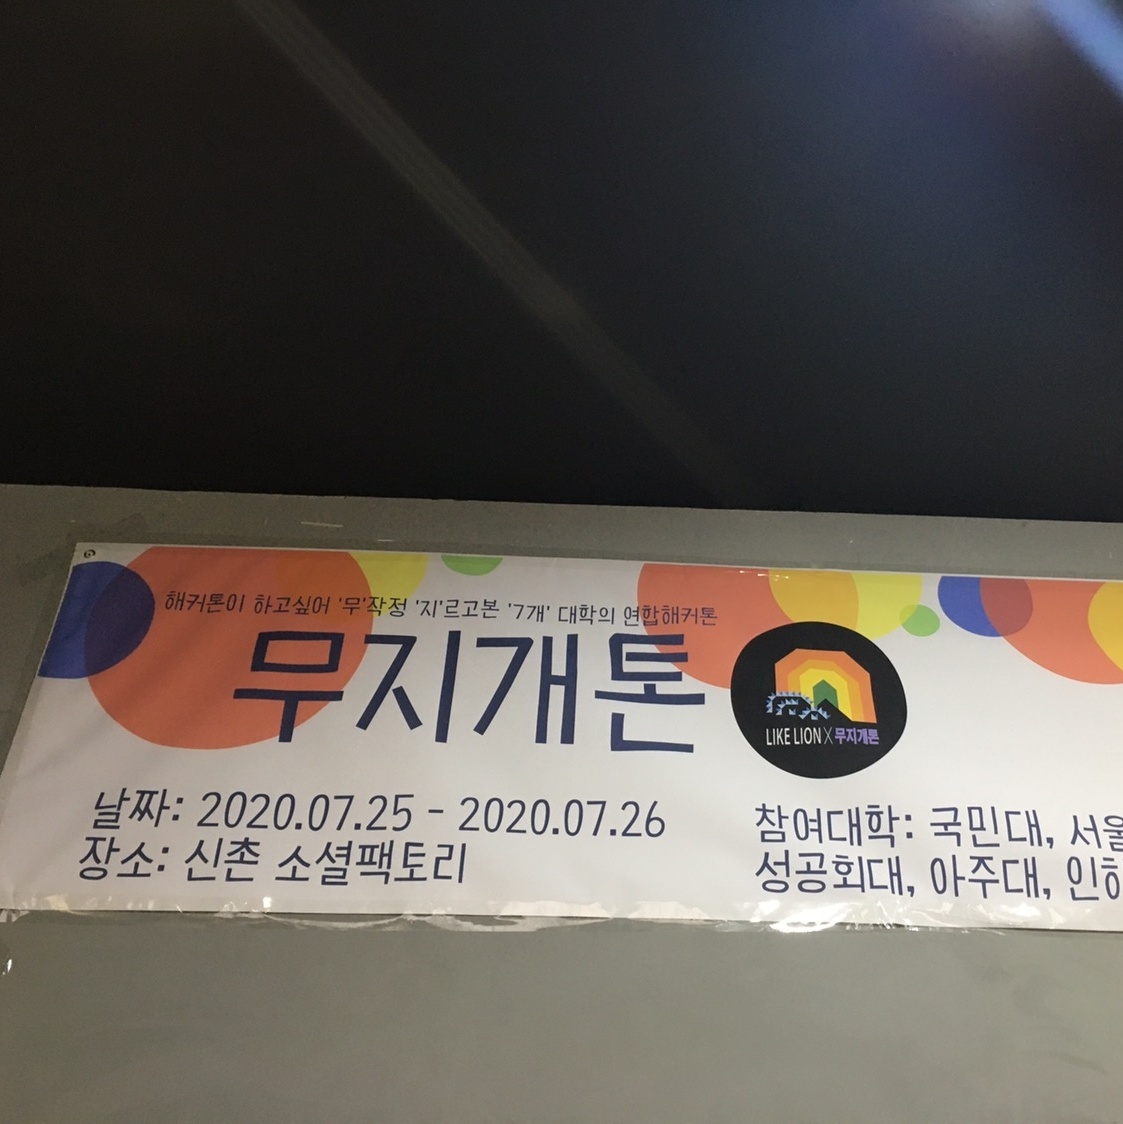 해커톤이 하고싶어 '무'작정 '지'르고본 '7개' 대학의 연합해커톤
무지개톤
LIKE LION X 무지개톤
날짜: 2020.07.25 - 2020.07.26
장소: 신촌 소셜팩토리
참여대학: 국민대, 서울
성공회대, 아주대, 인하